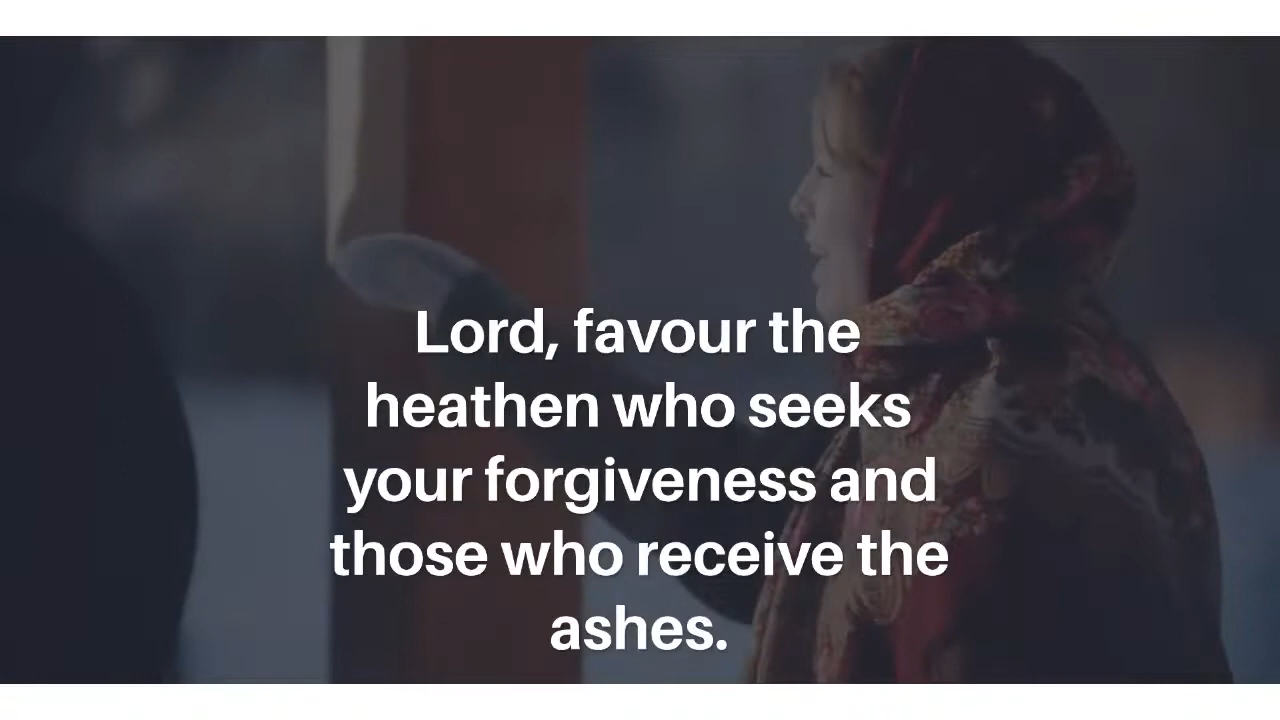 Lord, favour the
heathen who seeks
your forgiveness and
those who receive the
ashes.